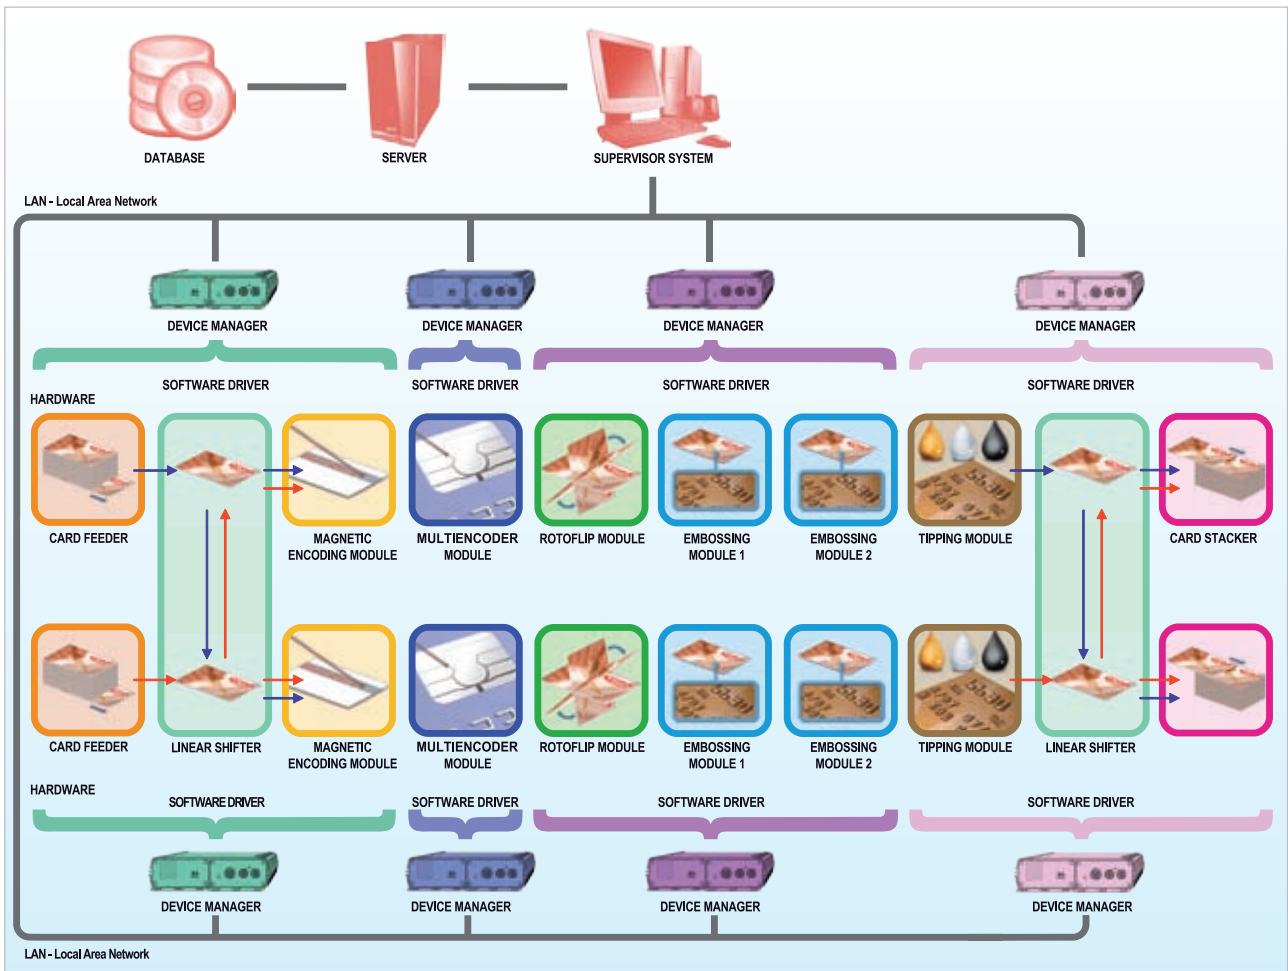 DATABASE
SERVER
SUPERVISOR SYSTEM
LAN - Local Area Network
DEVICE MANAGER
DEVICE MANAGER
DEVICE MANAGER
DEVICE MANAGER
SOFTWARE DRIVER
SOFTWARE DRIVER
SOFTWARE DRIVER
SOFTWARE DRIVER
HARDWARE
CARD FEEDER
MAGNETIC
ENCODING MODULE
MULTIENCODER
MODULE
ROTOFLIP MODULE
EMBOSSING
MODULE 1
EMBOSSING
MODULE 2
TIPPING MODULE
CARD STACKER
CARD FEEDER
LINEAR SHIFTER
MAGNETIC
ENCODING MODULE
MULTIENCODER
MODULE
ROTOFLIP MODULE
EMBOSSING
MODULE 1
EMBOSSING
MODULE 2
TIPPING MODULE
LINEAR SHIFTER
HARDWARE
SOFTWARE DRIVER
SOFTWARE DRIVER
SOFTWARE DRIVER
SOFTWARE DRIVER
DEVICE MANAGER
DEVICE MANAGER
DEVICE MANAGER
DEVICE MANAGER
LAN - Local Area Network